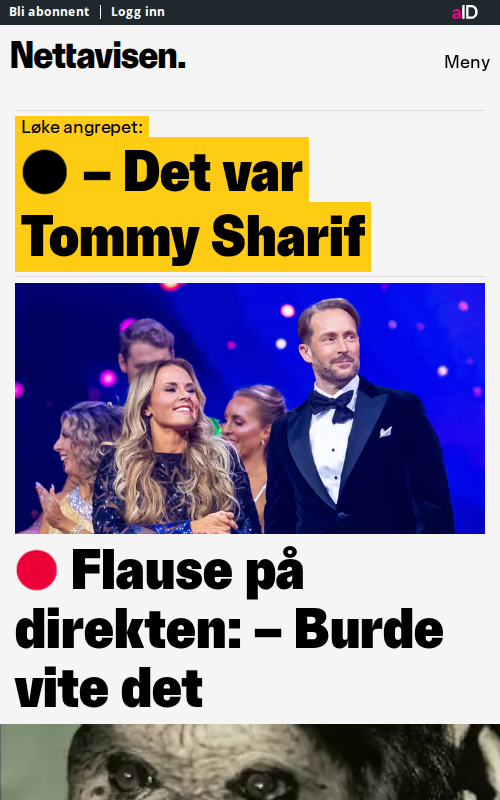 Bli abonnent | Logg inn
aID
Nettavisen.
Meny
Løke angrepet:
– Det var
Tommy Sharif
Flause på
direkten: – Burde
vite det